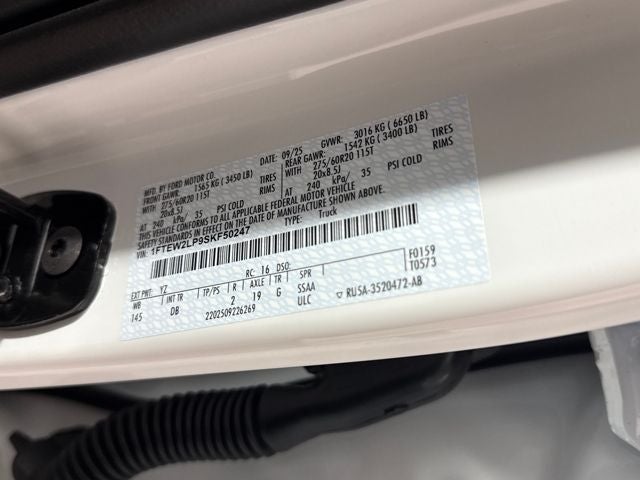 MFD. BY FORD MOTOR CO.
DATE: 09/25 GVWR: 3016 KG ( 6650 LB)
FRONT GAWR: 1565 KG ( 3450 LB) REAR GAWR: 1542 KG ( 3400 LB)
WITH 275/60R20 115T TIRES WITH 275/60R20 115T TIRES
20x8.5J RIMS 20x8.5J RIMS
AT 240 kPa/ 35 PSI COLD AT 240 kPa/ 35 PSI COLD
THIS VEHICLE CONFORMS TO ALL APPLICABLE FEDERAL MOTOR VEHICLE
SAFETY STANDARDS IN EFFECT ON THE DATE OF MANUFACTURE SHOWN ABOVE.
VIN: 1FTEW2LP9SKF50247 TYPE: Truck
F0159
T0573
EXT PNT: YZ RC: 16 DSO:
WB INT TR TP/PS R AXLE TR SPR
145 DB 2 19 G SSAA
ULC
2202509226269
RU5A-3520472-AB